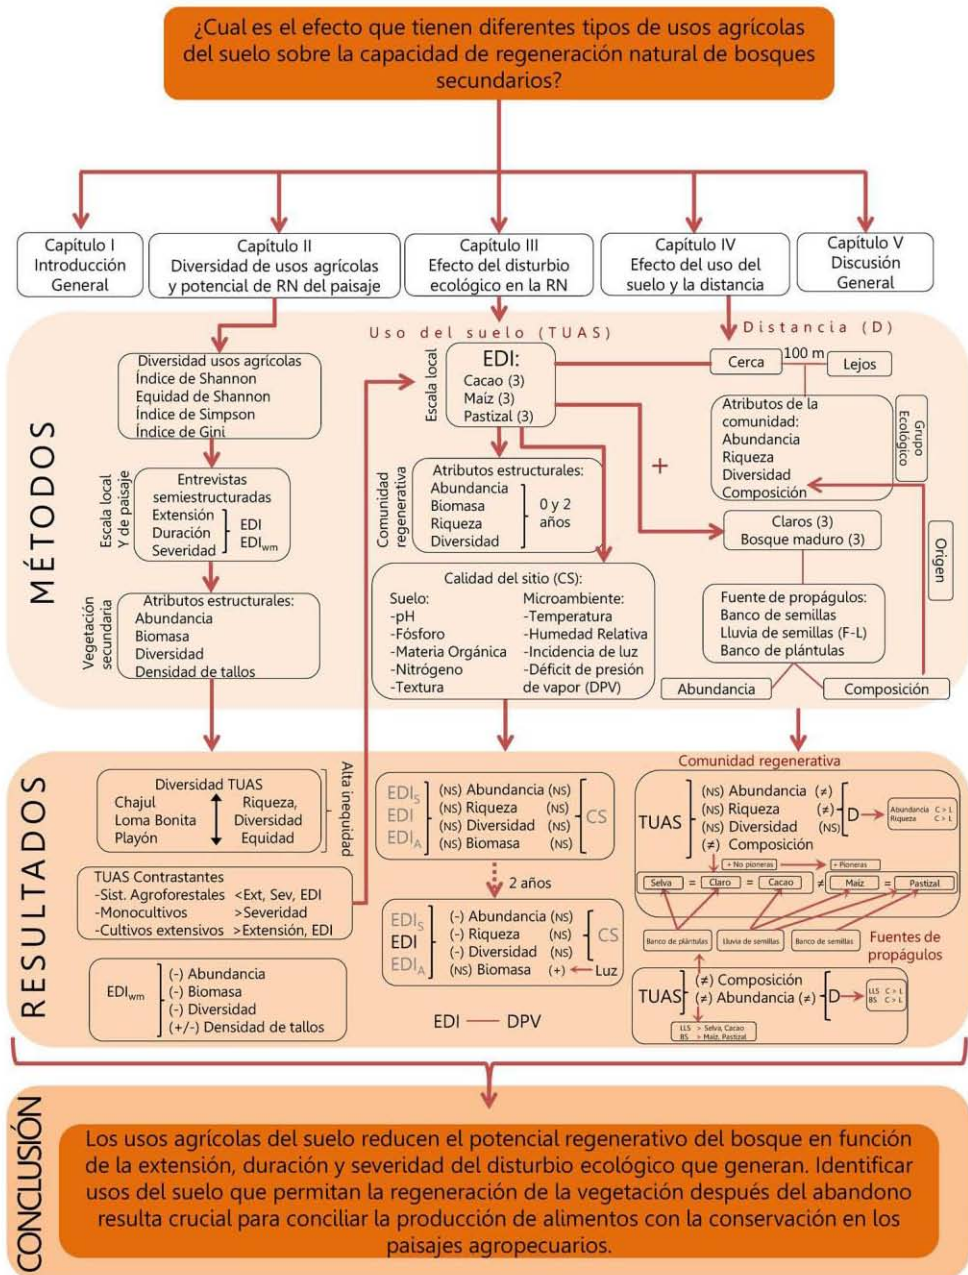 ¿Cual es el efecto que tienen diferentes tipos de usos agrícolas
del suelo sobre la capacidad de regeneración natural de bosques
secundarios?
Capítulo I
Introducción
General
Capítulo II
Diversidad de usos agrícolas
y potencial de RN del paisaje
Capítulo III
Efecto del disturbio
ecológico en la RN
Capítulo IV
Efecto del uso del
suelo y la distancia
Capítulo V
Discusión
General
MÉTODOS
Diversidad usos agrícolas
Índice de Shannon
Equidad de Shannon
Índice de Simpson
Índice de Gini
Escala local
Y de paisaje
Entrevistas
semiestructuradas
Extensión
Duración
Severidad
EDI
EDIwm
Vegetación
secundaria
Atributos estructurales:
Abundancia
Biomasa
Diversidad
Densidad de tallos
Uso del suelo (TUAS)
Escala local
EDI:
Cacao (3)
Maíz (3)
Pastizal (3)
Comunidad
regenerativa
Atributos estructurales:
Abundancia
Biomasa
Riqueza
Diversidad
0 y 2
años
Calidad del sitio (CS):
Suelo:
-pH
-Fósforo
-Materia Orgánica
-Nitrógeno
-Textura
Microambiente:
-Temperatura
-Humedad Relativa
-Incidencia de luz
-Déficit de presión
de vapor (DPV)
+
Distancia (D)
Cerca
100 m
Lejos
Atributos de la
comunidad:
Abundancia
Riqueza
Diversidad
Composición
Grupo
Ecológico
Claros (3)
Bosque maduro (3)
Origen
Fuente de propágulos:
Banco de semillas
Lluvia de semillas (F-L)
Banco de plántulas
Abundancia
Composición
RESULTADOS
Diversidad TUAS
Chajul
Loma Bonita
Playón
Riqueza,
Diversidad
Equidad
Alta inequidad
TUAS Contrastantes
-Sist. Agroforestales <Ext, Sev, EDI
-Monocultivos >Severidad
-Cultivos extensivos >Extensión, EDI
EDIwm
(-) Abundancia
(-) Biomasa
(-) Diversidad
(+/-) Densidad de tallos
EDIS
EDI
EDIA
(NS) Abundancia (NS)
(NS) Riqueza (NS)
(NS) Diversidad (NS)
(NS) Biomasa (NS)
CS
2 años
EDIS
EDI
EDIA
(-) Abundancia (NS)
(-) Riqueza (NS)
(-) Diversidad (NS)
(NS) Biomasa (+)
CS
Luz
EDI DPV
Comunidad regenerativa
TUAS
(NS) Abundancia (≠)
(NS) Riqueza (≠)
(NS) Diversidad (NS)
(≠) Composición
D
Abundancia C > L
Riqueza C > L
+ No pioneras
+ Pioneras
Selva = Claro = Cacao ≠ Maíz = Pastizal
Banco de plántulas
Lluvia de semillas
Banco de semillas
Fuentes de
propágulos
TUAS
(≠) Composición
(≠) Abundancia (≠)
D
LLS C > L
BS C > L
LLS > Selva, Cacao
BS > Maíz, Pastizal
CONCLUSIÓN
Los usos agrícolas del suelo reducen el potencial regenerativo del bosque en función
de la extensión, duración y severidad del disturbio ecológico que generan. Identificar
usos del suelo que permitan la regeneración de la vegetación después del abandono
resulta crucial para conciliar la producción de alimentos con la conservación en los
paisajes agropecuarios.